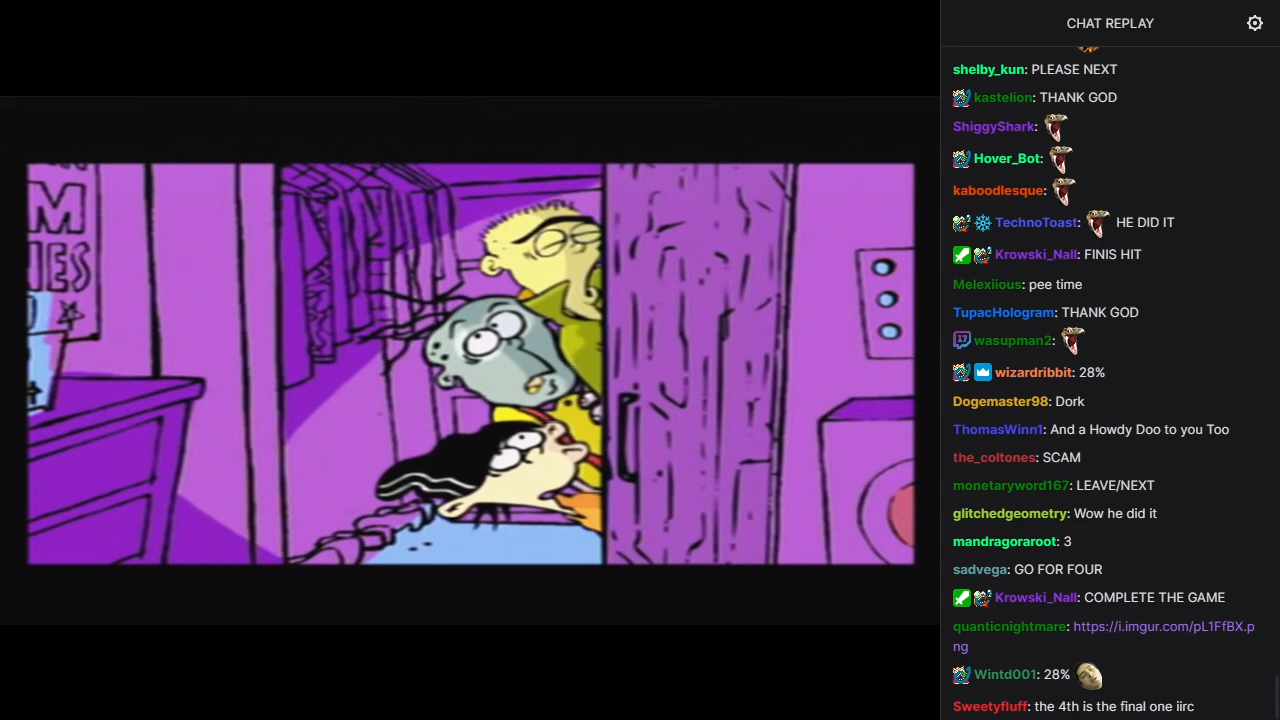 M
IES
CHAT REPLAY
shelby_kun: PLEASE NEXT
kastelion: THANK GOD
ShiggyShark:
Hover_Bot:
kaboodlesque:
TechnoToast: HE DID IT
Krowski_Nall: FINIS HIT
Melexiious: pee time
TupacHologram: THANK GOD
17 wasupman2:
wizardribbit: 28%
Dogemaster98: Dork
ThomasWinn1: And a Howdy Doo to you Too
the_coltones: SCAM
monetaryword167: LEAVE/NEXT
glitchedgeometry: Wow he did it
mandragoraroot: 3
sadvega: GO FOR FOUR
Krowski_Nall: COMPLETE THE GAME
quanticnightmare: https://i.imgur.com/pL1FfBX.p
ng
Wintd001: 28%
Sweetyfluff: the 4th is the final one iirc